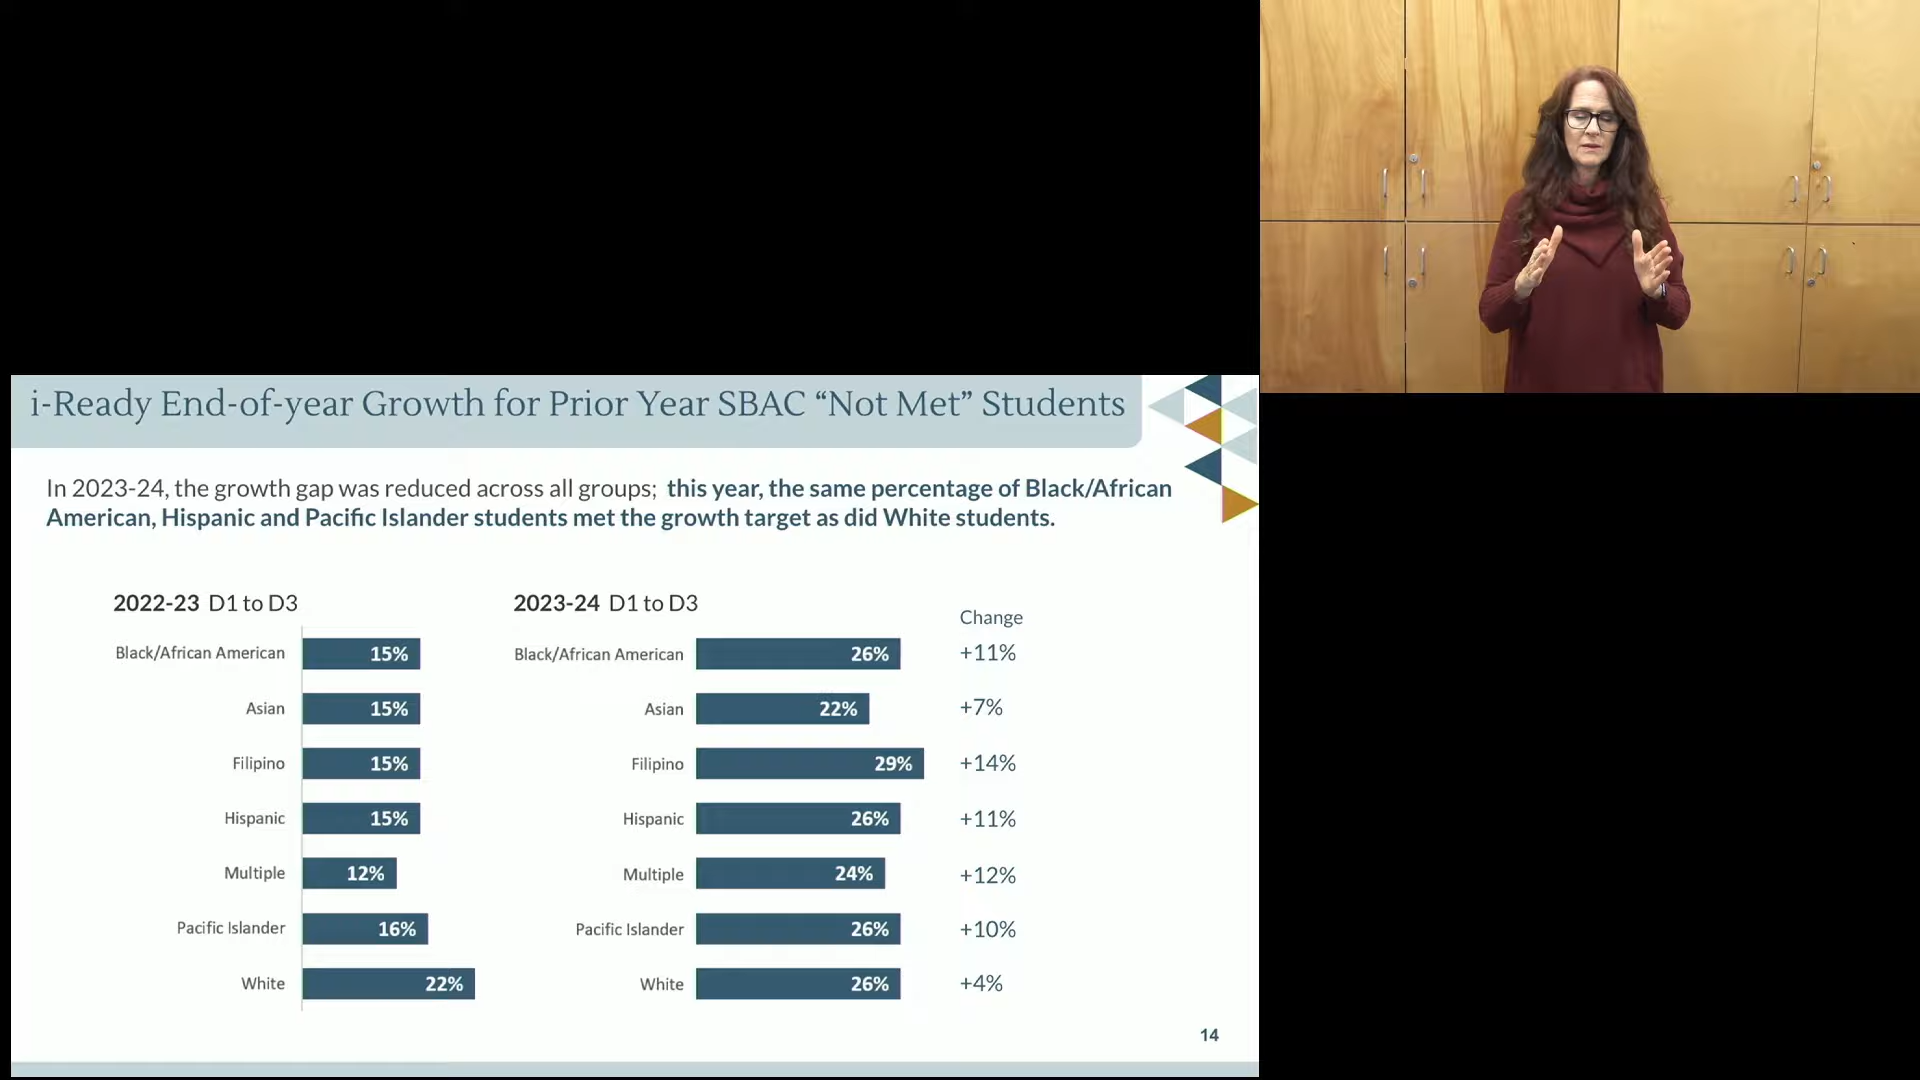 i-Ready End-of-year Growth for Prior Year SBAC “Not Met” Students
In 2023-24, the growth gap was reduced across all groups; this year, the same percentage of Black/African
American, Hispanic and Pacific Islander students met the growth target as did White students.
2022-23 D1 to D3
Black/African American 15%
Asian 15%
Filipino 15%
Hispanic 15%
Multiple 12%
Pacific Islander 16%
White 22%
2023-24 D1 to D3
Change
Black/African American 26% +11%
Asian 22% +7%
Filipino 29% +14%
Hispanic 26% +11%
Multiple 24% +12%
Pacific Islander 26% +10%
White 26% +4%
14